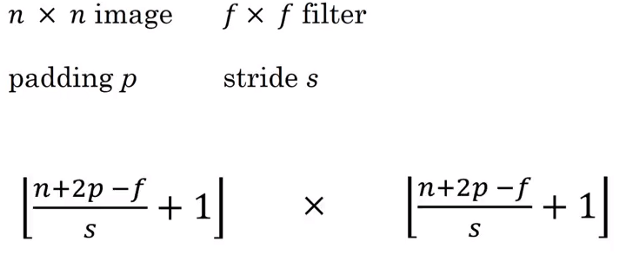 n × n image f × f filter
padding p stride s
⌊(n+2p −f)/s + 1⌋ × ⌊(n+2p −f)/s + 1⌋